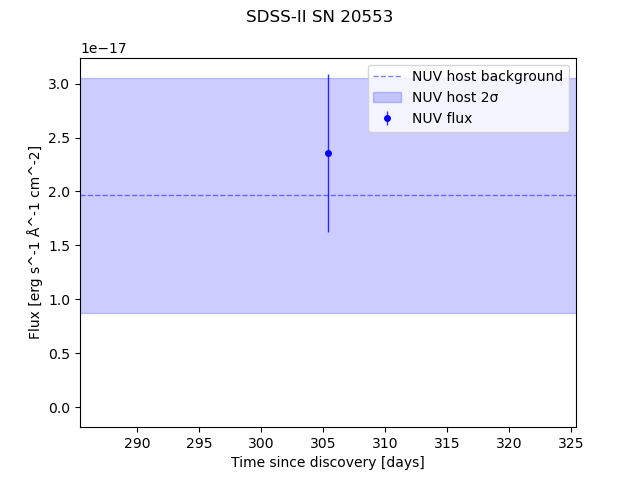 SDSS-II SN 20553
1e−17
NUV host background
NUV host 2σ
NUV flux
3.0
2.5
2.0
1.5
1.0
0.5
0.0
Flux [erg s^-1 Å^-1 cm^-2]
290 295 300 305 310 315 320 325
Time since discovery [days]